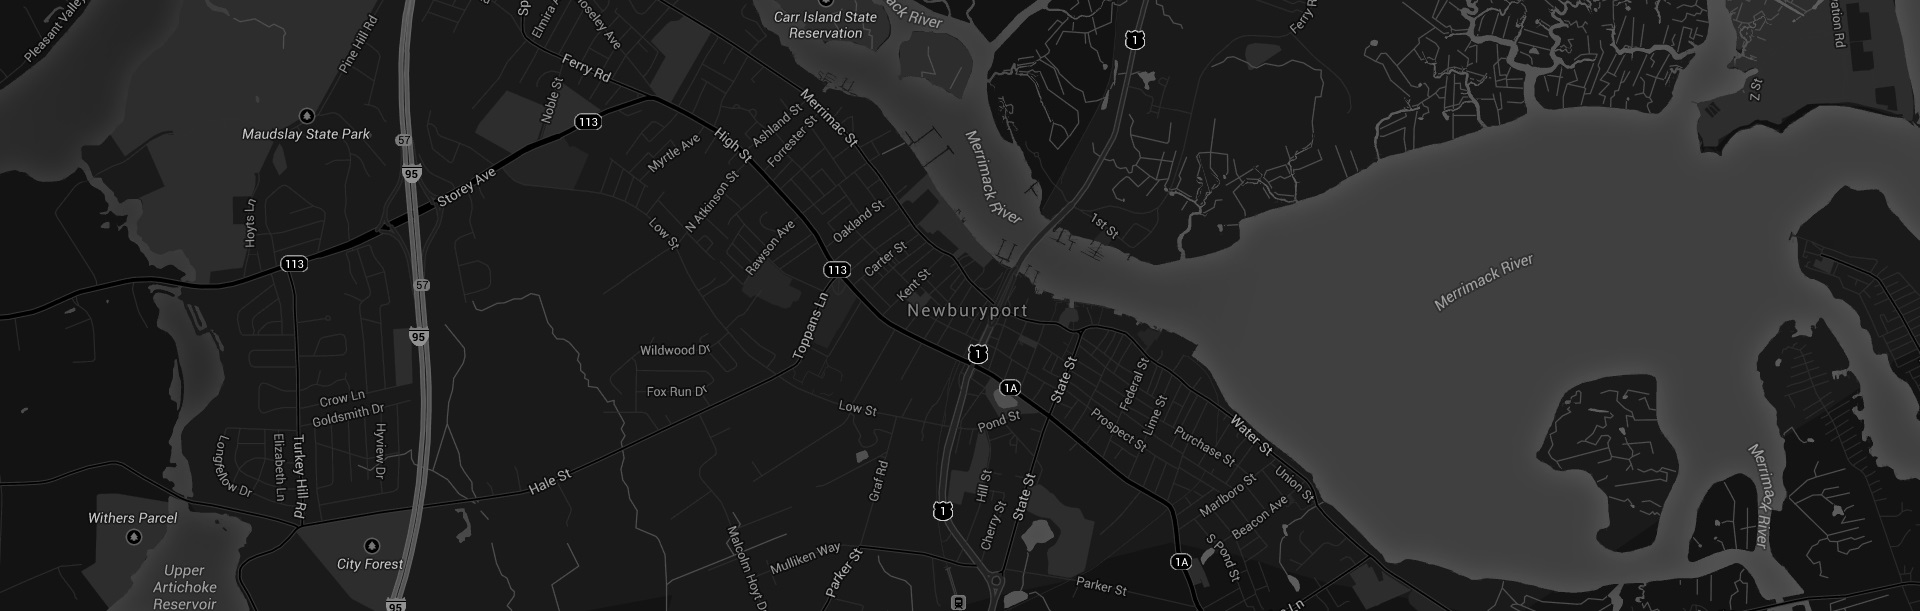 Pleasant Valley
Pine Hill Rd
Carr Island State
Reservation
Elmira A
Moseley Ave
Ferry Rd
Noble St
113
Maudslay State Park
57
95
Storey Ave
Hoyts Ln
113
57
95
Crow Ln
Goldsmith Dr
Hyview Dr
Longfellow Dr
Elizabeth Ln
Turkey Hill Rd
Withers Parcel
City Forest
Upper
Artichoke
Reservoir
95
Hale St
Merrimac St
High St
Ashland St
Forrester St
Myrtle Ave
N Atkinson St
Low St
Rawson Ave
Oakland St
Carter St
Kent St
113
Toppans Ln
Newburyport
Wildwood Dr
Fox Run Dr
Low St
Graf Rd
1
1A
State St
Pond St
Hill St
Cherry St
State St
1
Malcolm Hoyt D
Mulliken Way
Parker St
Parker St
Federal St
Lime St
Prospect St
Purchase St
Water St
Union St
Marlboro St
Beacon Ave
S Pond St
1A
Ln
ck River
Merrimack River
1
1st St
Ferry R
Merrimack River
Merrimack River
Z St
vation Rd